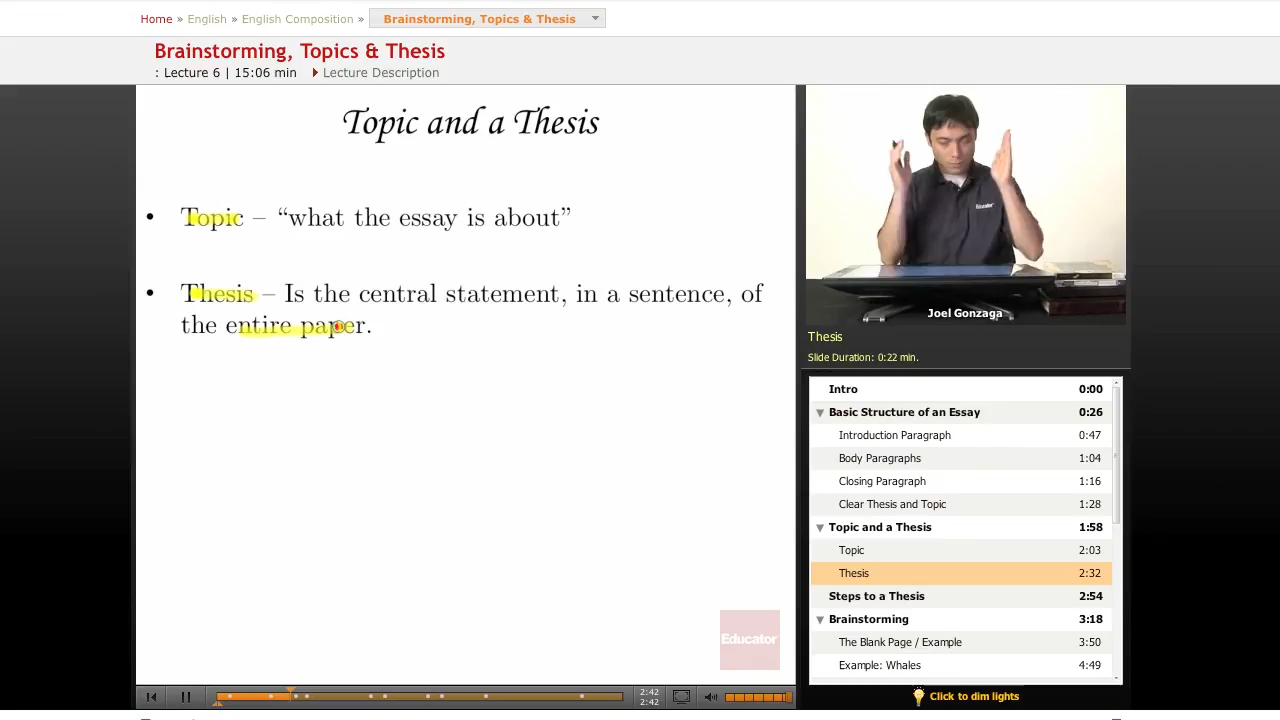 Home » English » English Composition » Brainstorming, Topics & Thesis
Brainstorming, Topics & Thesis
: Lecture 6 | 15:06 min Lecture Description
Topic and a Thesis
• Topic – “what the essay is about”
• Thesis – Is the central statement, in a sentence, of
the entire paper.
Educator
2:42
2:42
Educator
Joel Gonzaga
Thesis
Slide Duration: 0:22 min.
Intro 0:00
Basic Structure of an Essay 0:26
Introduction Paragraph 0:47
Body Paragraphs 1:04
Closing Paragraph 1:16
Clear Thesis and Topic 1:28
Topic and a Thesis 1:58
Topic 2:03
Thesis 2:32
Steps to a Thesis 2:54
Brainstorming 3:18
The Blank Page / Example 3:50
Example: Whales 4:49
Click to dim lights